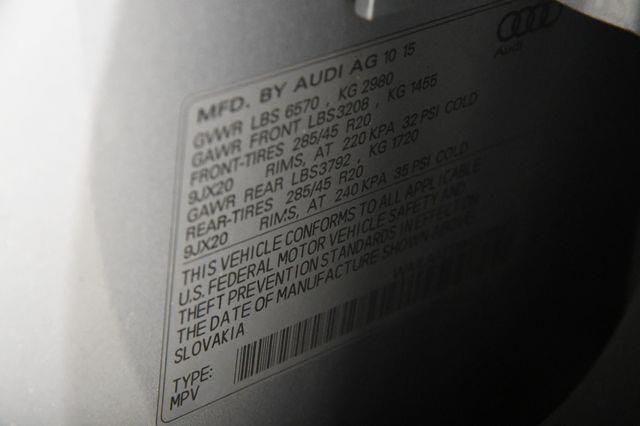 Audi
MFD. BY AUDI AG 10 15
GVWR LBS 6570 , KG 2980
GAWR FRONT LBS3208 , KG 1455
FRONT-TIRES 285/45 R20
9JX20 RIMS, AT 220 KPA 32 PSI COLD
GAWR REAR LBS3792 , KG 1720
REAR-TIRES 285/45 R20
9JX20 RIMS, AT 240 KPA 35 PSI COLD
THIS VEHICLE CONFORMS TO ALL APPLICABLE
U.S. FEDERAL MOTOR VEHICLE SAFETY AND
THEFT PREVENTION STANDARDS IN EFFECT ON
THE DATE OF MANUFACTURE SHOWN ABOVE.
SLOVAKIA
TYPE:
MPV